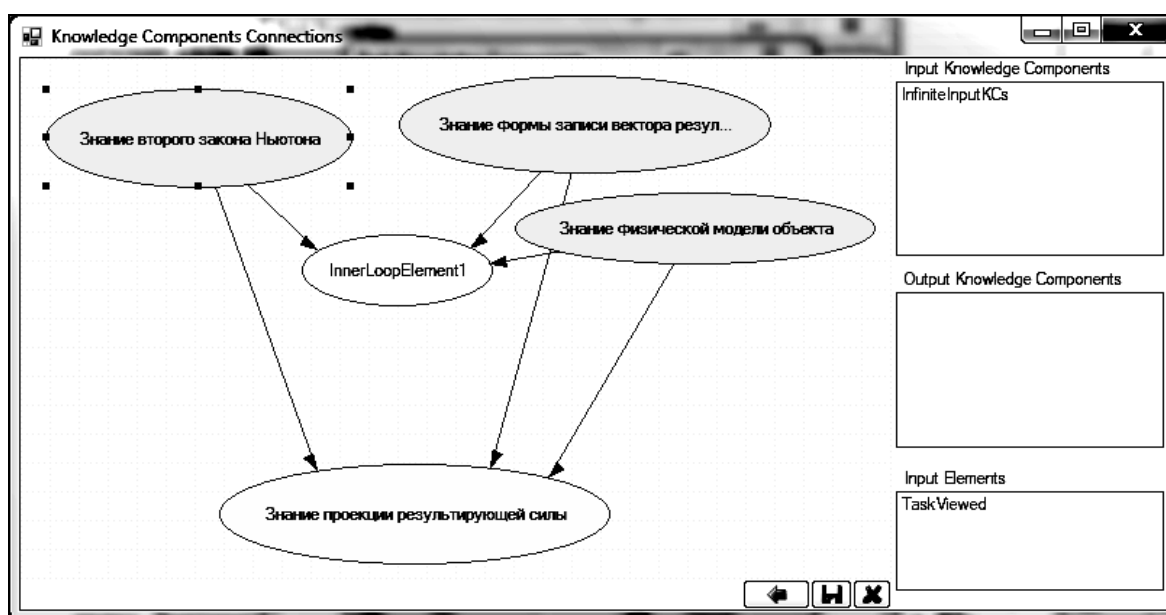 Knowledge Components Connections
Input Knowledge Components
InfiniteInputKCs
Знание второго закона Ньютона
Знание формы записи вектора резул...
Знание физической модели объекта
InnerLoopElement1
Output Knowledge Components
Input Elements
TaskViewed
Знание проекции результирующей силы